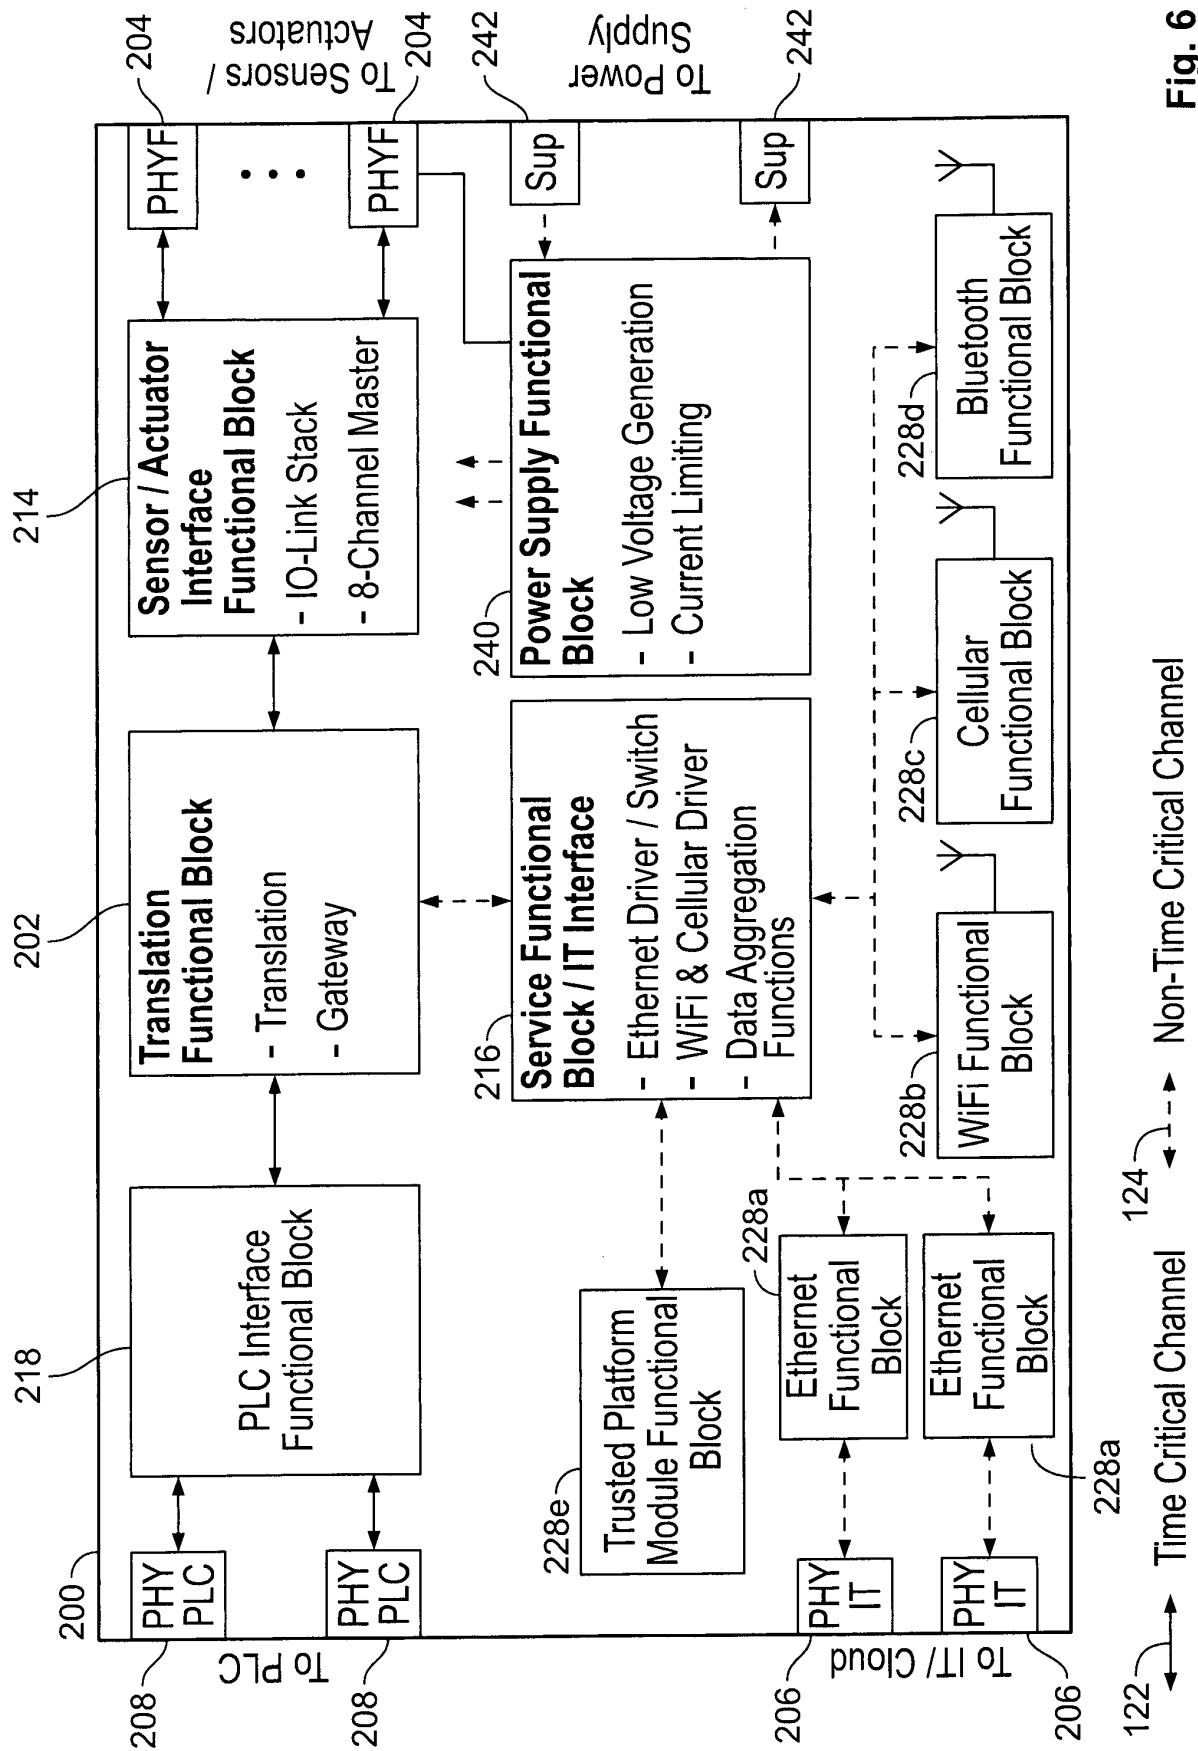 200
208
PHY
PLC
208
PHY
PLC
To PLC
218
PLC Interface
Functional Block
202
Translation
Functional Block
- Translation
- Gateway
214
Sensor / Actuator
Interface
Functional Block
- IO-Link Stack
- 8-Channel Master
PHYF
204
PHYF
204
To Sensors /
Actuators
228e
Trusted Platform
Module Functional
Block
216
Service Functional
Block / IT Interface
- Ethernet Driver / Switch
- WiFi & Cellular Driver
- Data Aggregation
Functions
240
Power Supply Functional
Block
- Low Voltage Generation
- Current Limiting
Sup
242
Sup
242
To Power
Supply
206
PHY
IT
206
PHY
IT
To IT/ Cloud
228a
Ethernet
Functional
Block
228a
Ethernet
Functional
Block
228b
WiFi Functional
Block
228c
Cellular
Functional Block
228d
Bluetooth
Functional Block
122
Time Critical Channel
124
Non-Time Critical Channel
Fig. 6